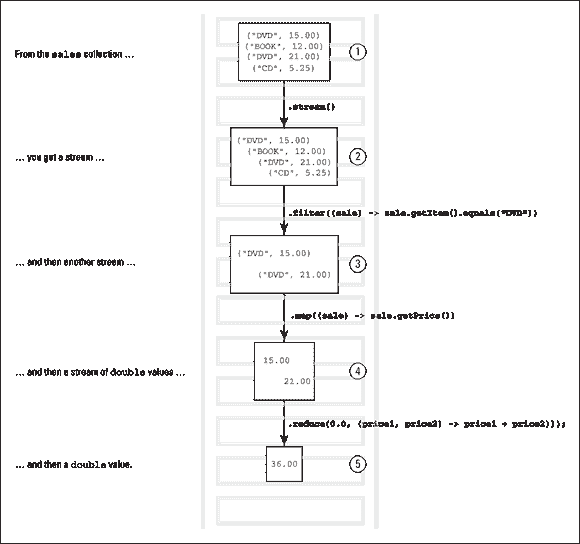 ("DVD", 15.00)
("BOOK", 12.00)
("DVD", 21.00)
("CD", 5.25)
From the sales collection ...
1
.stream()
... you get a stream ...
("DVD", 15.00)
("BOOK", 12.00)
("DVD", 21.00)
("CD", 5.25)
2
.filter((sale) -> sale.getItem().equals("DVD"))
... and then another stream ...
("DVD", 15.00)
("DVD", 21.00)
3
.map((sale) -> sale.getPrice())
... and then a stream of double values ...
15.00
21.00
4
.reduce(0.0, (price1, price2) -> price1 + price2));
... and then a double value.
36.00
5